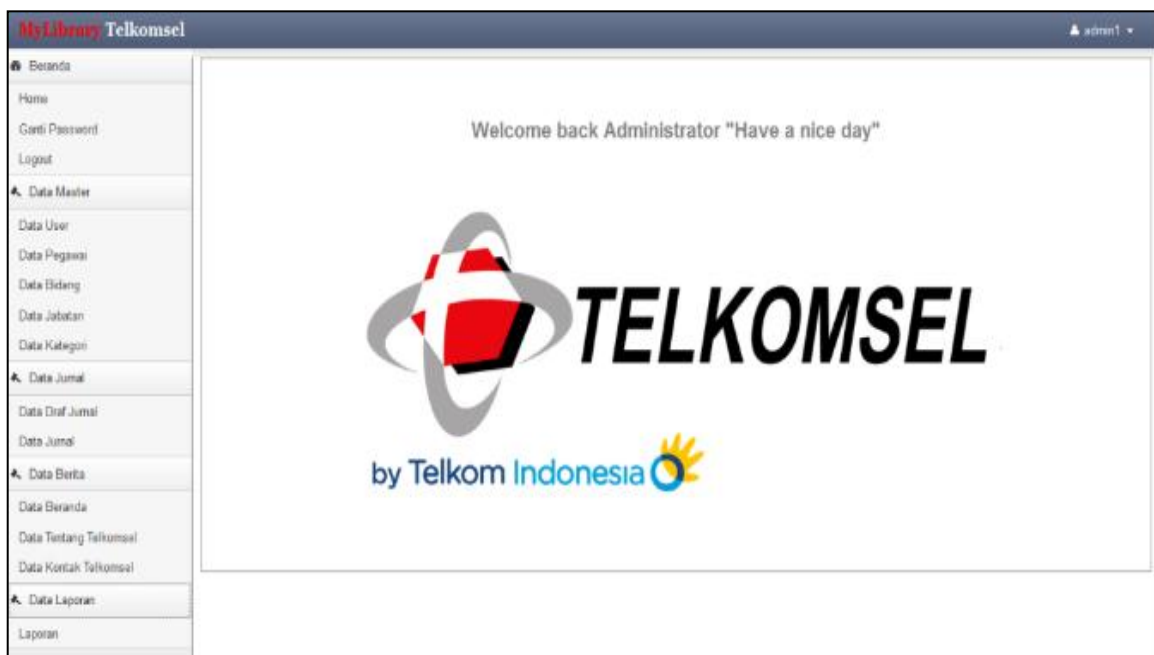 MyLibrary Telkomsel
admin1
Beranda
Home
Ganti Password
Logout
Data Master
Data User
Data Pegawai
Data Bidang
Data Jabatan
Data Kategori
Data Jurnal
Data Draf Jurnal
Data Jurnal
Data Berita
Data Beranda
Data Tentang Telkomsel
Data Kontak Telkomsel
Data Laporan
Laporan
Welcome back Administrator "Have a nice day"
TELKOMSEL
by Telkom Indonesia